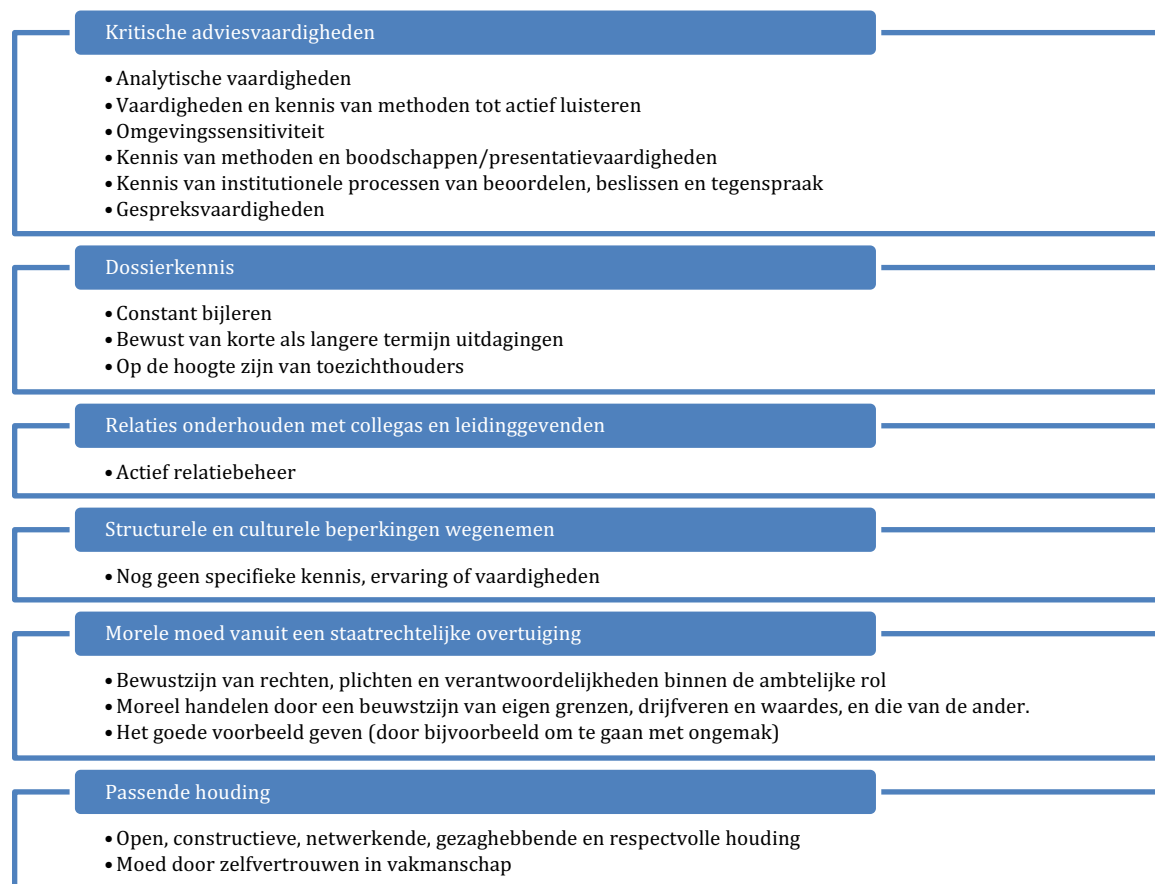 Kritische adviesvaardigheden
• Analytische vaardigheden
• Vaardigheden en kennis van methoden tot actief luisteren
• Omgevingssensitiviteit
• Kennis van methoden en boodschappen/presentatievaardigheden
• Kennis van institutionele processen van beoordelen, beslissen en tegenspraak
• Gespreksvaardigheden
Dossierkennis
• Constant bijleren
• Bewust van korte als langere termijn uitdagingen
• Op de hoogte zijn van toezichthouders
Relaties onderhouden met collegas en leidinggevenden
• Actief relatiebeheer
Structurele en culturele beperkingen wegenemen
• Nog geen specifieke kennis, ervaring of vaardigheden
Morele moed vanuit een staatrechtelijke overtuiging
• Bewustzijn van rechten, plichten en verantwoordelijkheden binnen de ambtelijke rol
• Moreel handelen door een beuwstzijn van eigen grenzen, drijfveren en waardes, en die van de ander.
• Het goede voorbeeld geven (door bijvoorbeeld om te gaan met ongemak)
Passende houding
• Open, constructieve, netwerkende, gezaghebbende en respectvolle houding
• Moed door zelfvertrouwen in vakmanschap